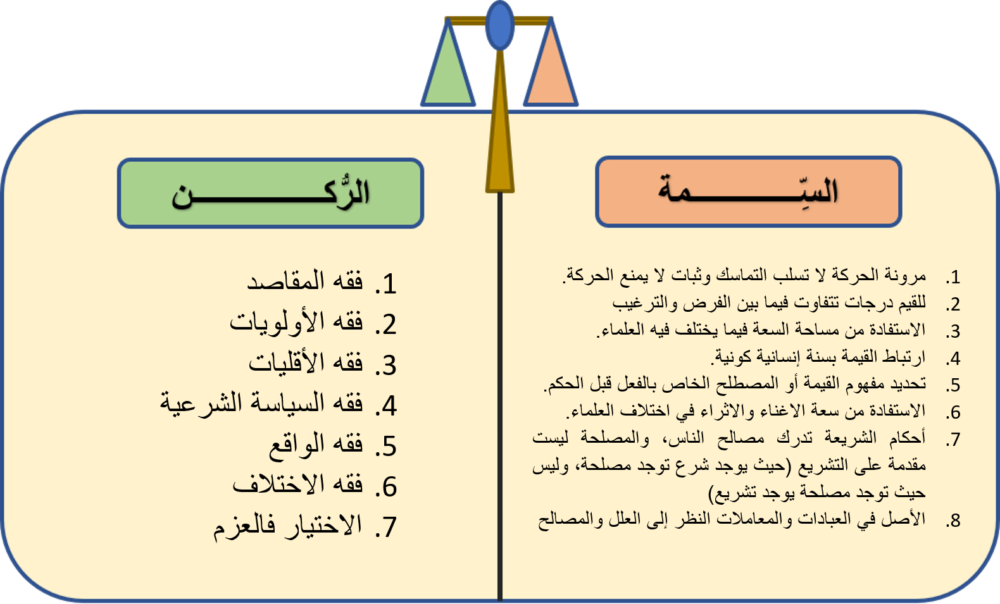 السِّمة
1. مرونة الحركة لا تسلب التماسك وثبات لا يمنع الحركة.
2. للقيم درجات تتفاوت فيما بين الفرض والترغيب
3. الاستفادة من مساحة السعة فيما يختلف فيه العلماء.
4. ارتباط القيمة بسنة إنسانية كونية.
5. تحديد مفهوم القيمة أو المصطلح الخاص بالفعل قبل الحكم.
6. الاستفادة من سعة الاغناء والاثراء في اختلاف العلماء.
7. أحكام الشريعة تدرك مصالح الناس، والمصلحة ليست
مقدمة على التشريع (حيث يوجد شرع توجد مصلحة، وليس
حيث توجد مصلحة يوجد تشريع)
8. الأصل في العبادات والمعاملات النظر إلى العلل والمصالح
الرُّكن
1. فقه المقاصد
2. فقه الأولويات
3. فقه الأقليات
4. فقه السياسة الشرعية
5. فقه الواقع
6. فقه الاختلاف
7. الاختيار فالعزم